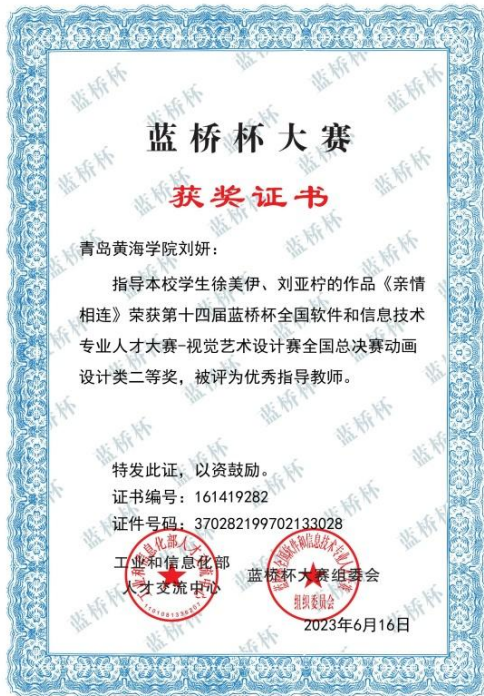 蓝桥杯大赛
获奖证书
青岛黄海学院刘妍：
指导本校学生徐美伊、刘亚柠的作品《亲情
相连》荣获第十四届蓝桥杯全国软件和信息技术
专业人才大赛-视觉艺术设计赛全国总决赛动画
设计类二等奖，被评为优秀指导教师。
特发此证，以资鼓励。
证书编号：161419282
证件号码：370282199702133028
工业和信息化部
人才交流中心
蓝桥杯大赛组委会
组织委员会
2023年6月16日